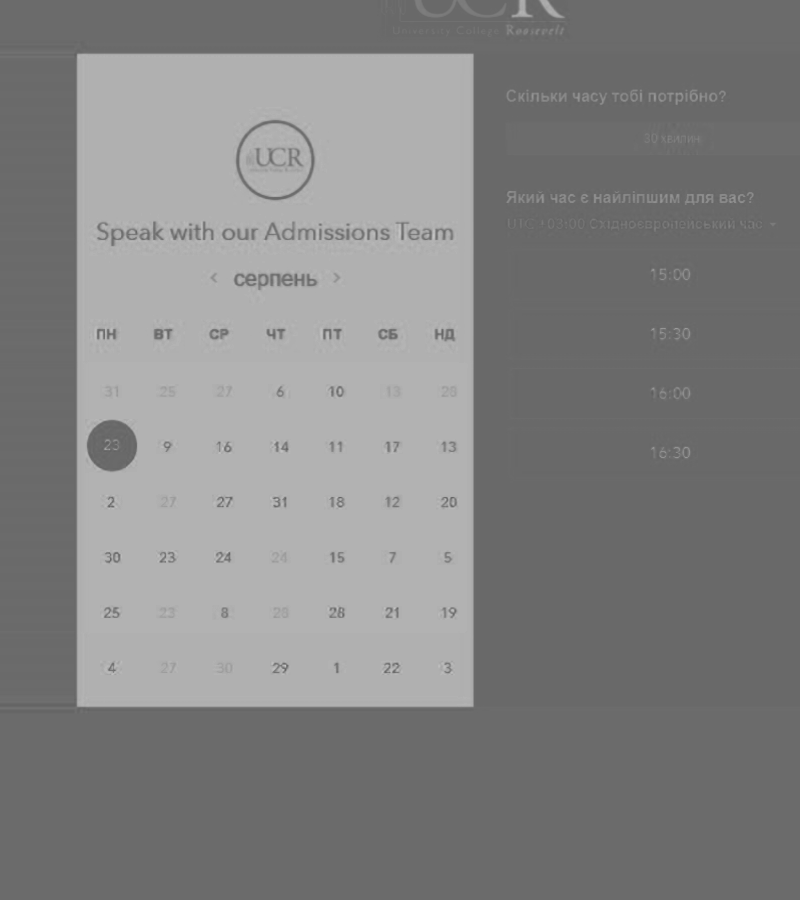 UCR
University College Roosevelt
UCR
Speak with our Admissions Team
< серпень >
ПН ВТ СР ЧТ ПТ СБ НД
31 25 27 6 10 13 28
23 9 16 14 11 17 13
2 27 27 31 18 12 20
30 23 24 24 15 7 5
25 23 8 28 28 21 19
4 27 30 29 1 22 3
Скільки часу тобі потрібно?
30 хвилин
Який час є найліпшим для вас?
UTC +03:00 Східноєвропейський час
15:00
15:30
16:00
16:30